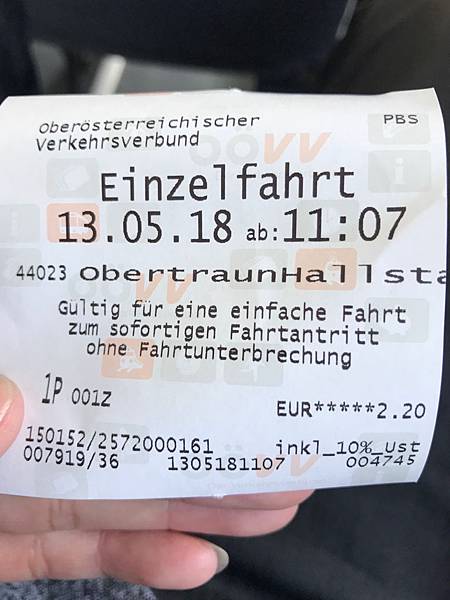 Oberösterreichischer PBS
Verkehrsverbund
OÖVV
Einzelfahrt
13.05.18 ab:11:07
44023 ObertraunHallsta
Gültig für eine einfache Fahrt
zum sofortigen Fahrtantritt
ohne Fahrtunterbrechung
1P 001Z
EUR*****2.20
150152/2572000161 inkl_10%_Ust
007919/36 1305181107 004745